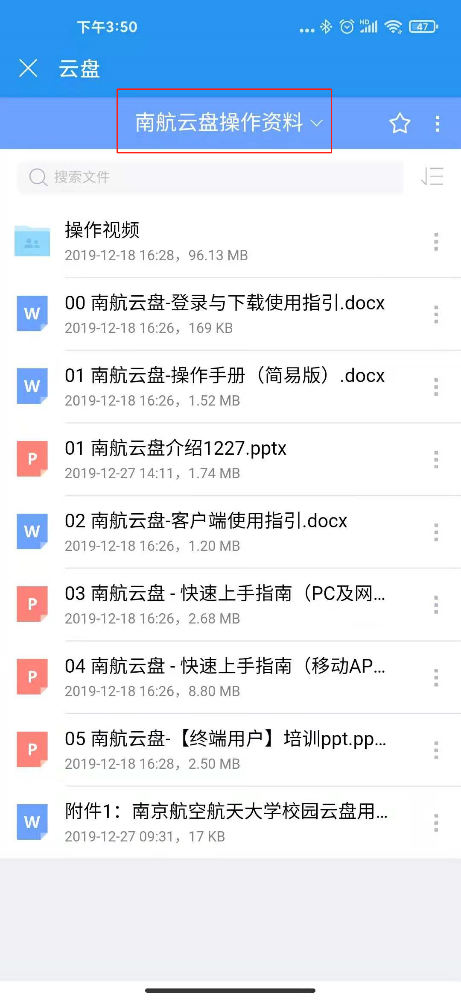 下午3:50
HD
47
云盘
南航云盘操作资料
搜索文件
操作视频
2019-12-18 16:28，96.13 MB
W
00 南航云盘-登录与下载使用指引.docx
2019-12-18 16:26，169 KB
W
01 南航云盘-操作手册（简易版）.docx
2019-12-18 16:26，1.52 MB
P
01 南航云盘介绍1227.pptx
2019-12-27 14:11，1.74 MB
W
02 南航云盘-客户端使用指引.docx
2019-12-18 16:26，1.20 MB
P
03 南航云盘 - 快速上手指南（PC及网...
2019-12-18 16:26，2.68 MB
P
04 南航云盘 - 快速上手指南（移动AP...
2019-12-18 16:26，8.80 MB
P
05 南航云盘-【终端用户】培训ppt.pp...
2019-12-18 16:28，2.50 MB
W
附件1：南京航空航天大学校园云盘用...
2019-12-27 09:31，17 KB